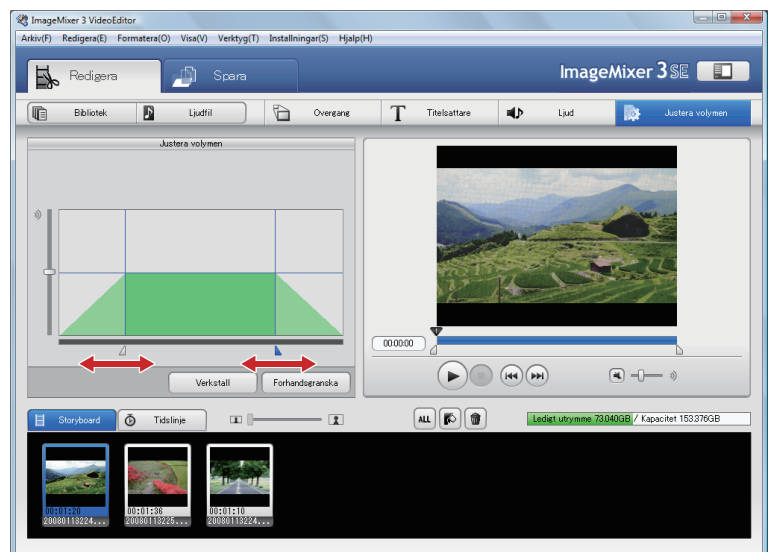 ImageMixer 3 VideoEditor
Arkiv(F) Redigera(E) Formatera(O) Visa(V) Verktyg(T) Installningar(S) Hjalp(H)
Redigera Spara ImageMixer 3 SE
Bibliotek Ljudfil Overgang T Titelsattare Ljud Justera volymen
Justera volymen
00:00:00
Verkstall Forhandsgranska
Storyboard Tidslinje ALL Ledigt utrymme 73.040GB / Kapacitet 153.376GB
00:01:20 00:01:36 00:01:10
20080113224... 20080113225... 20080113224...